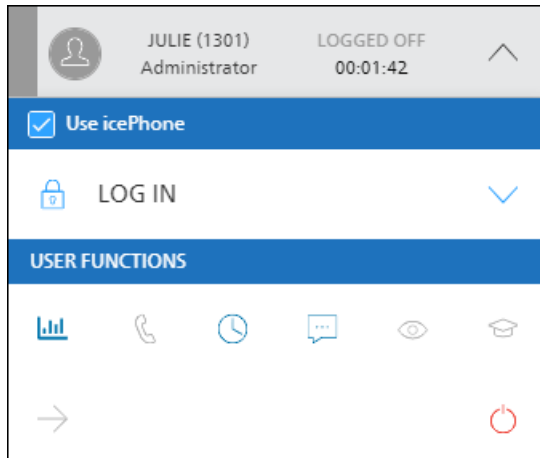 JULIE (1301)
LOGGED OFF
Administrator
00:01:42
Use icePhone
LOG IN
USER FUNCTIONS